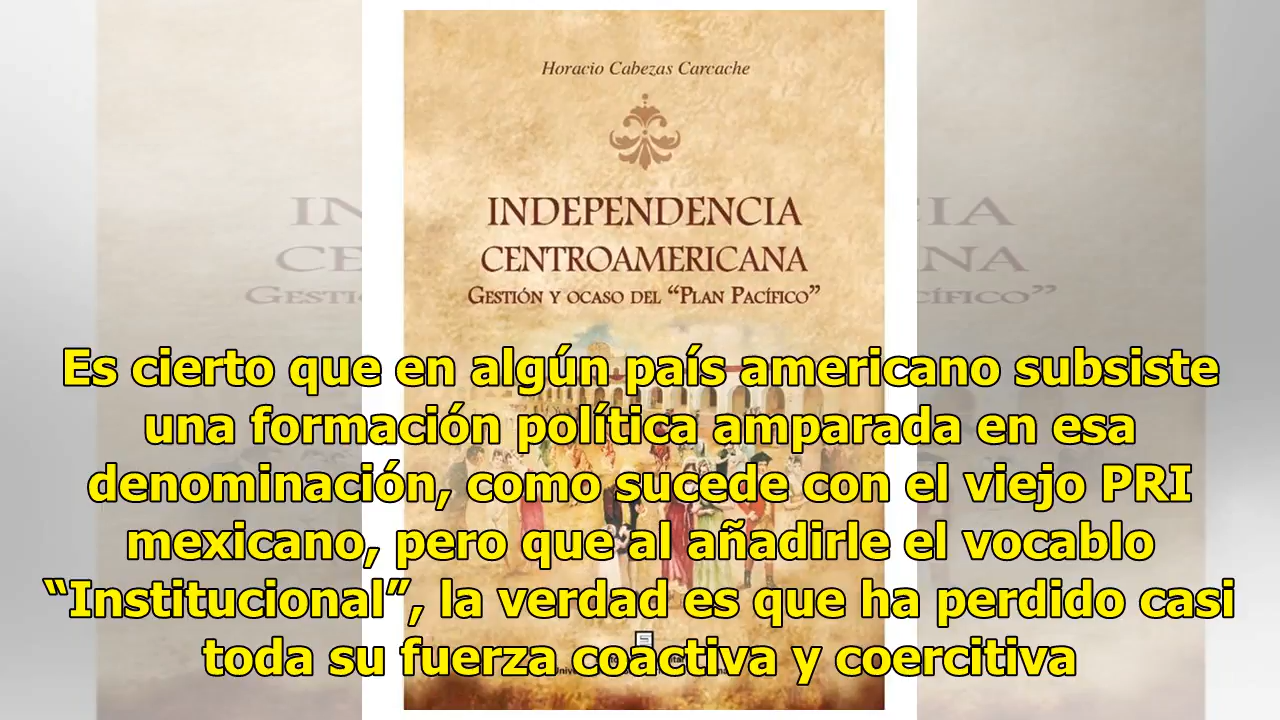 Horacio Cabezas Carcache
INDEPENDENCIA
CENTROAMERICANA
GESTIÓN Y OCASO DEL “PLAN PACÍFICO”
Es cierto que en algún país americano subsiste
una formación política amparada en esa
denominación, como sucede con el viejo PRI
mexicano, pero que al añadirle el vocablo
“Institucional”, la verdad es que ha perdido casi
toda su fuerza coactiva y coercitiva